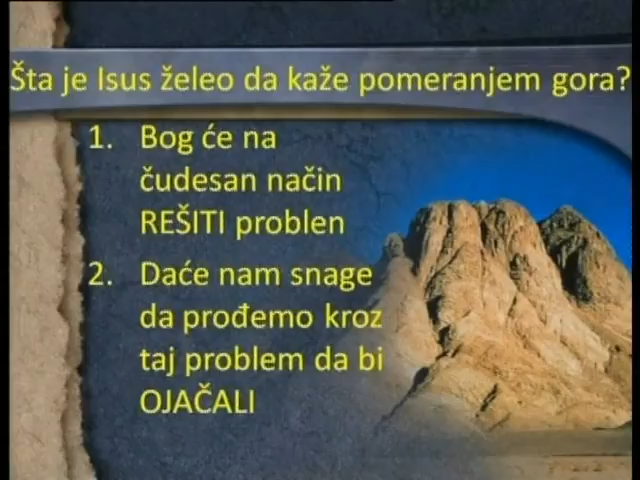 Šta je Isus želeo da kaže pomeranjem gora?
1. Bog će na
čudesan način
REŠITI problen
2. Daće nam snage
da prođemo kroz
taj problem da bi
OJAČALI